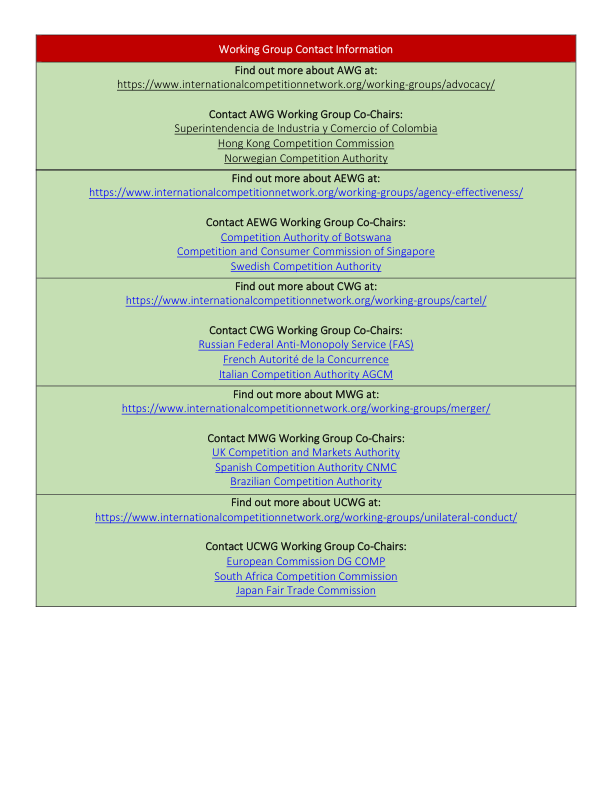 Working Group Contact Information
Find out more about AWG at:
https://www.internationalcompetitionnetwork.org/working-groups/advocacy/
Contact AWG Working Group Co-Chairs:
Superintendencia de Industria y Comercio of Colombia
Hong Kong Competition Commission
Norwegian Competition Authority
Find out more about AEWG at:
https://www.internationalcompetitionnetwork.org/working-groups/agency-effectiveness/
Contact AEWG Working Group Co-Chairs:
Competition Authority of Botswana
Competition and Consumer Commission of Singapore
Swedish Competition Authority
Find out more about CWG at:
https://www.internationalcompetitionnetwork.org/working-groups/cartel/
Contact CWG Working Group Co-Chairs:
Russian Federal Anti-Monopoly Service (FAS)
French Autorité de la Concurrence
Italian Competition Authority AGCM
Find out more about MWG at:
https://www.internationalcompetitionnetwork.org/working-groups/merger/
Contact MWG Working Group Co-Chairs:
UK Competition and Markets Authority
Spanish Competition Authority CNMC
Brazilian Competition Authority
Find out more about UCWG at:
https://www.internationalcompetitionnetwork.org/working-groups/unilateral-conduct/
Contact UCWG Working Group Co-Chairs:
European Commission DG COMP
South Africa Competition Commission
Japan Fair Trade Commission